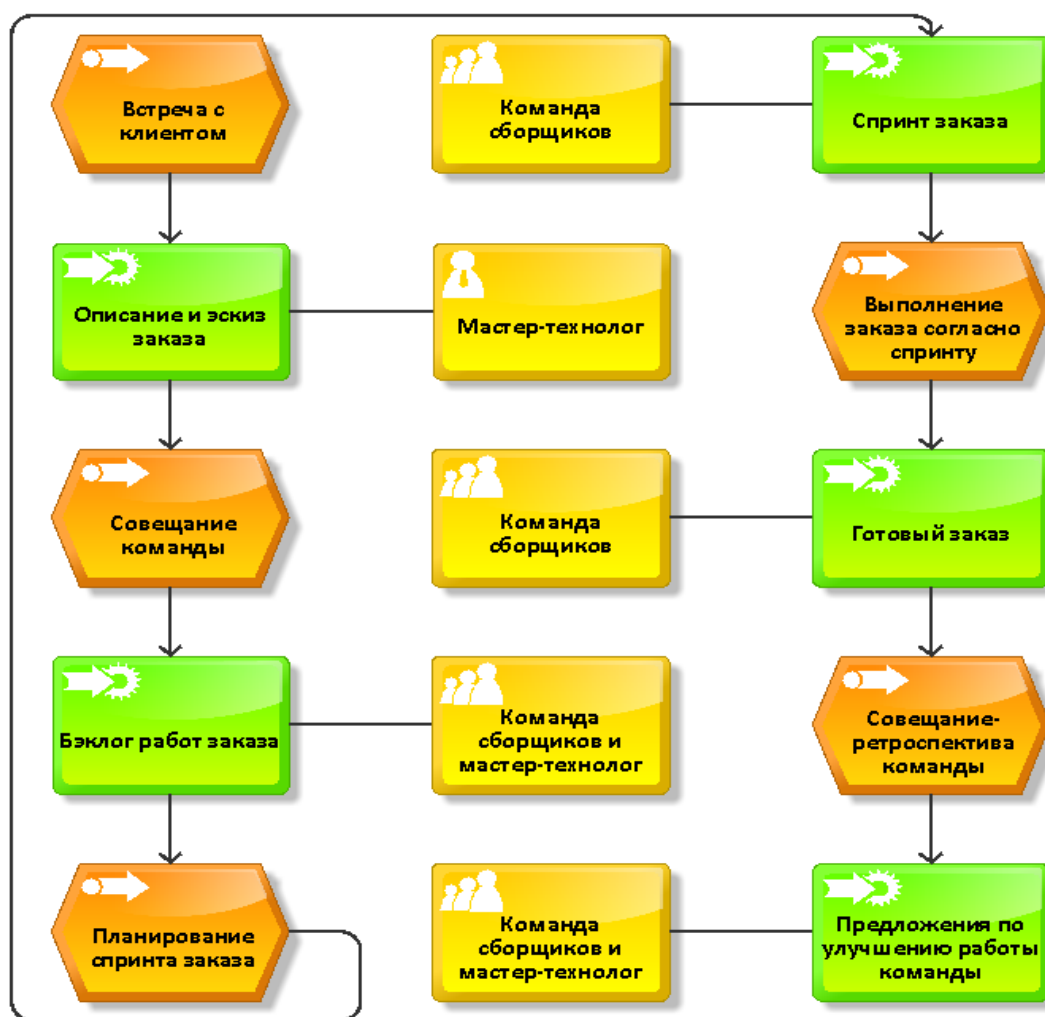 Встреча с
клиентом
Команда
сборщиков
Спринт заказа
Описание и эскиз
заказа
Мастер-технолог
Выполнение
заказа согласно
спринту
Совещание
команды
Команда
сборщиков
Готовый заказ
Бэклог работ заказа
Команда
сборщиков и
мастер-технолог
Совещание-
ретроспектива
команды
Планирование
спринта заказа
Команда
сборщиков и
мастер-технолог
Предложения по
улучшению работы
команды